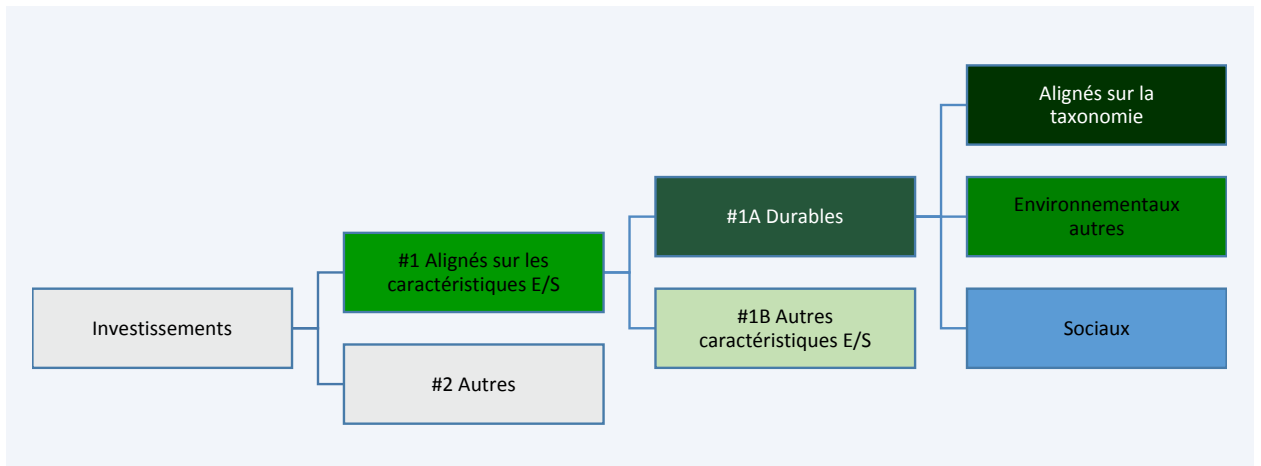 Investissements
#1 Alignés sur les
caractéristiques E/S
#2 Autres
#1A Durables
#1B Autres
caractéristiques E/S
Alignés sur la
taxonomie
Environnementaux
autres
Sociaux